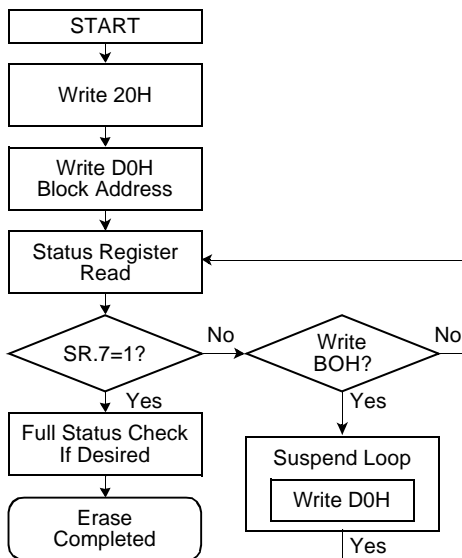 START
Write 20H
Write D0H
Block Address
Status Register
Read
SR.7=1?
No
Write
BOH?
No
Yes
Yes
Full Status Check
If Desired
Suspend Loop
Write D0H
Erase
Completed
Yes